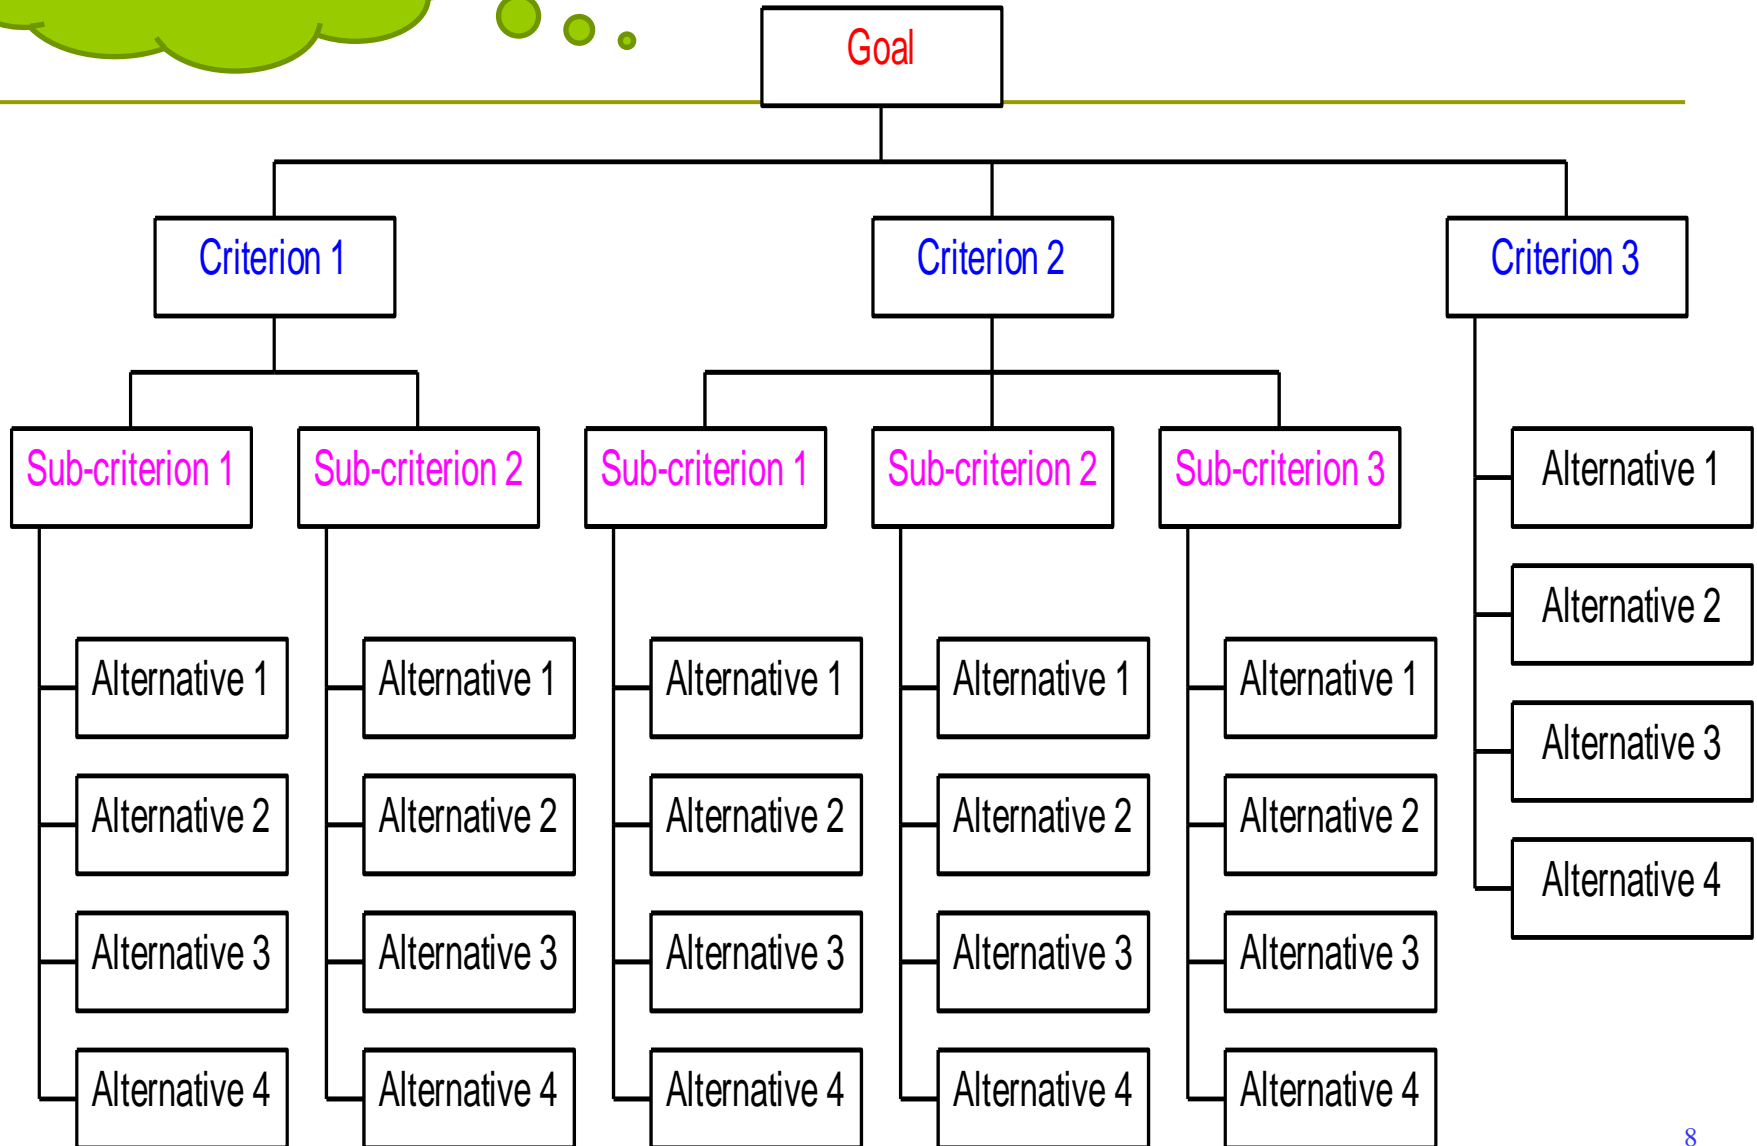 Goal
Criterion 1
Criterion 2
Criterion 3
Sub-criterion 1
Sub-criterion 2
Sub-criterion 1
Sub-criterion 2
Sub-criterion 3
Alternative 1
Alternative 2
Alternative 3
Alternative 4
Alternative 1
Alternative 2
Alternative 3
Alternative 4
Alternative 1
Alternative 2
Alternative 3
Alternative 4
Alternative 1
Alternative 2
Alternative 3
Alternative 4
Alternative 1
Alternative 2
Alternative 3
Alternative 4
Alternative 1
Alternative 2
Alternative 3
Alternative 4
8